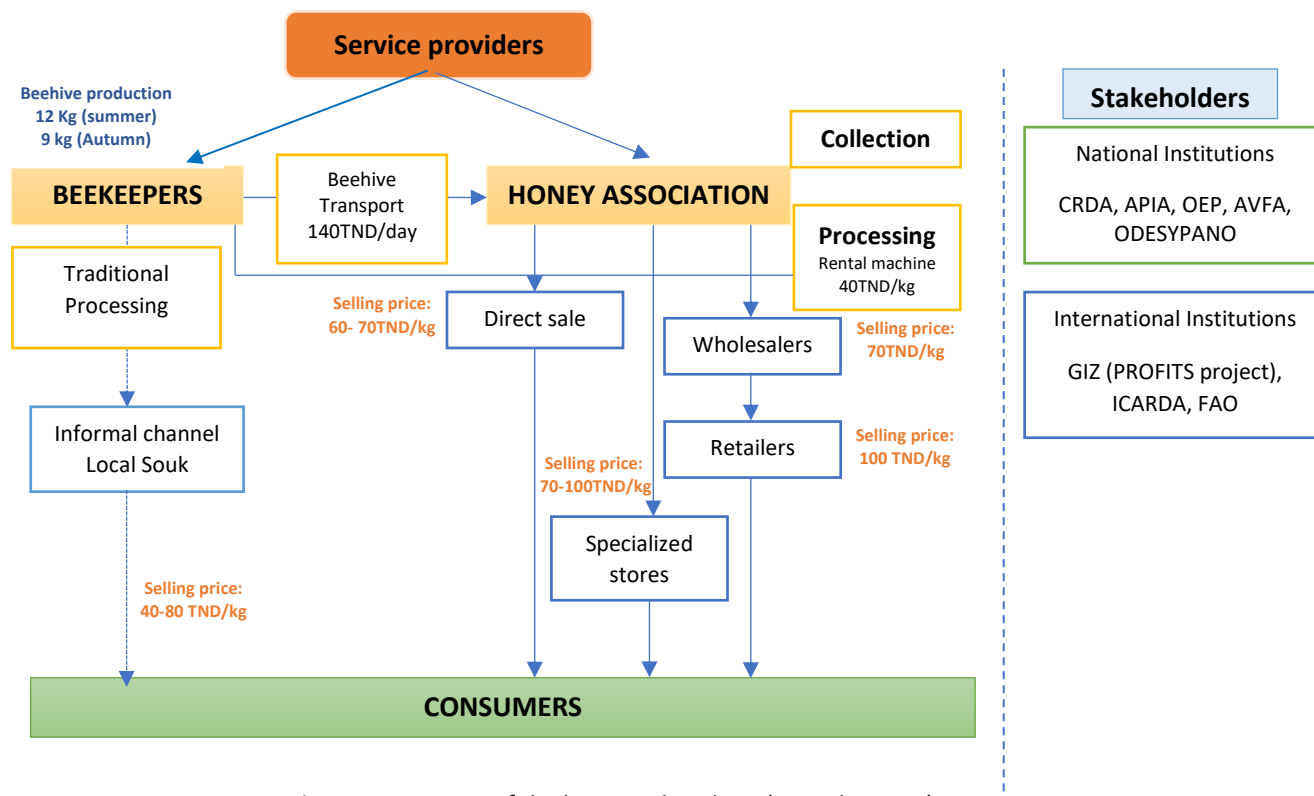 Service providers
Beehive production
12 Kg (summer)
9 kg (Autumn)
Stakeholders
National Institutions
CRDA, APIA, OEP, AVFA,
ODESYPANO
Collection
BEEKEEPERS
Beehive
Transport
140TND/day
HONEY ASSOCIATION
Processing
Rental machine
40TND/kg
Traditional
Processing
Selling price:
60- 70TND/kg
Direct sale
Wholesalers
Selling price:
70TND/kg
International Institutions
GIZ (PROFITS project),
ICARDA, FAO
Informal channel
Local Souk
Retailers
Selling price:
100 TND/kg
Selling price:
70-100TND/kg
Specialized
stores
Selling price:
40-80 TND/kg
CONSUMERS